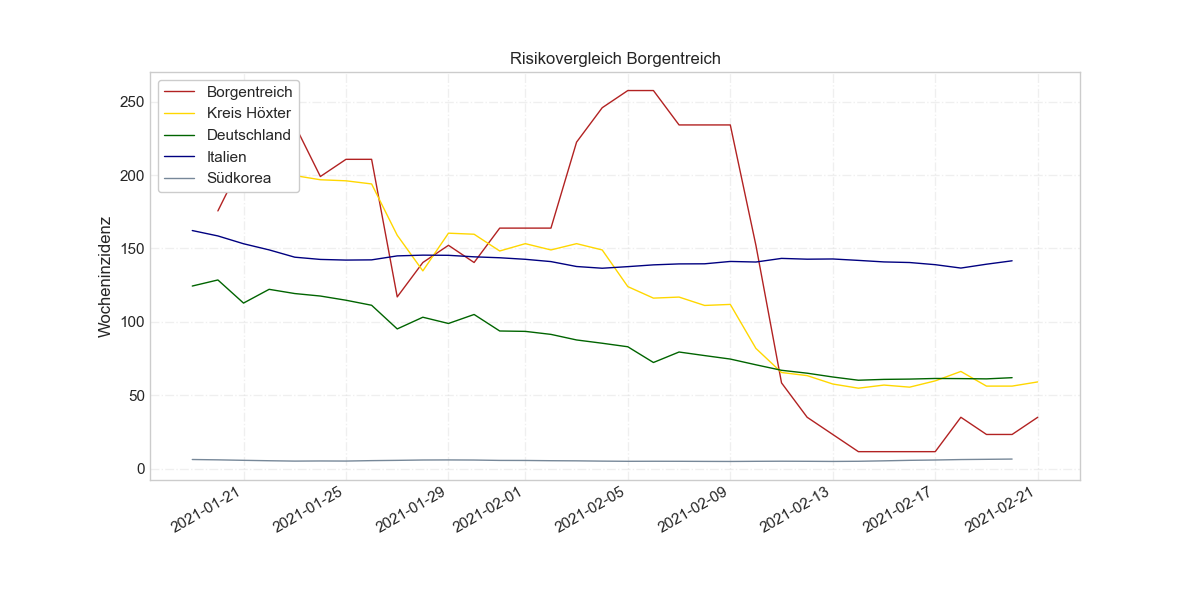 Risikovergleich Borgentreich
Borgentreich
Kreis Höxter
Deutschland
Italien
Südkorea
Wocheninzidenz
250
200
150
100
50
0
2021-01-21
2021-01-25
2021-01-29
2021-02-01
2021-02-05
2021-02-09
2021-02-13
2021-02-17
2021-02-21